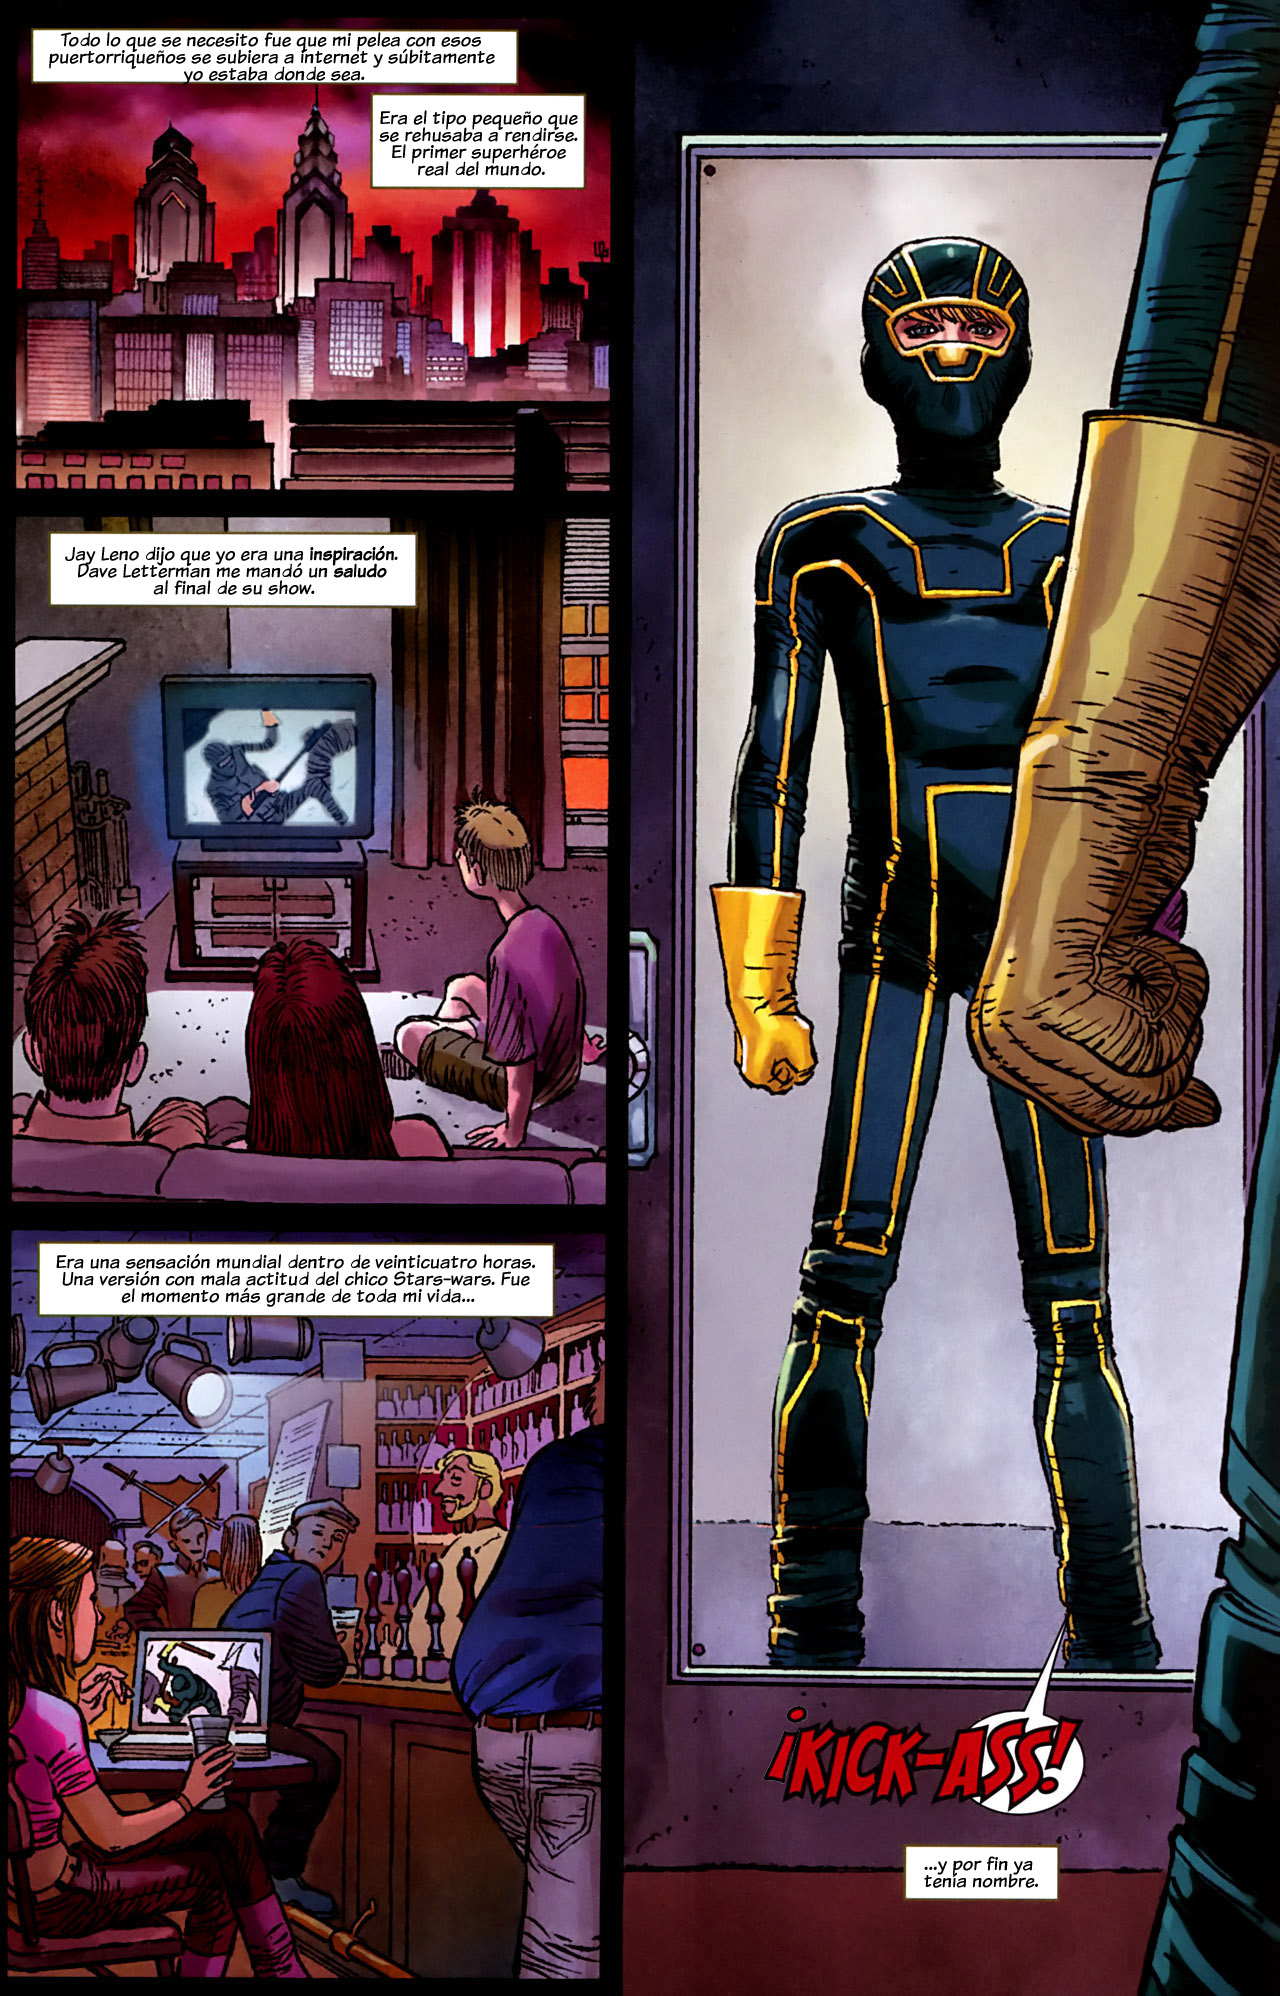 Todo lo que se necesito fue que mi pelea con esos
puertorriqueños se subiera a internet y súbitamente
yo estaba donde sea.
Era el tipo pequeño que
se rehusaba a rendirse.
El primer superhéroe
real del mundo.
Jay Leno dijo que yo era una inspiración.
Dave Letterman me mandó un saludo
al final de su show.
Era una sensación mundial dentro de veinticuatro horas.
Una versión con mala actitud del chico Stars-wars. Fue
el momento más grande de toda mi vida...
¡KICK-ASS!
...y por fin ya
tenía nombre.